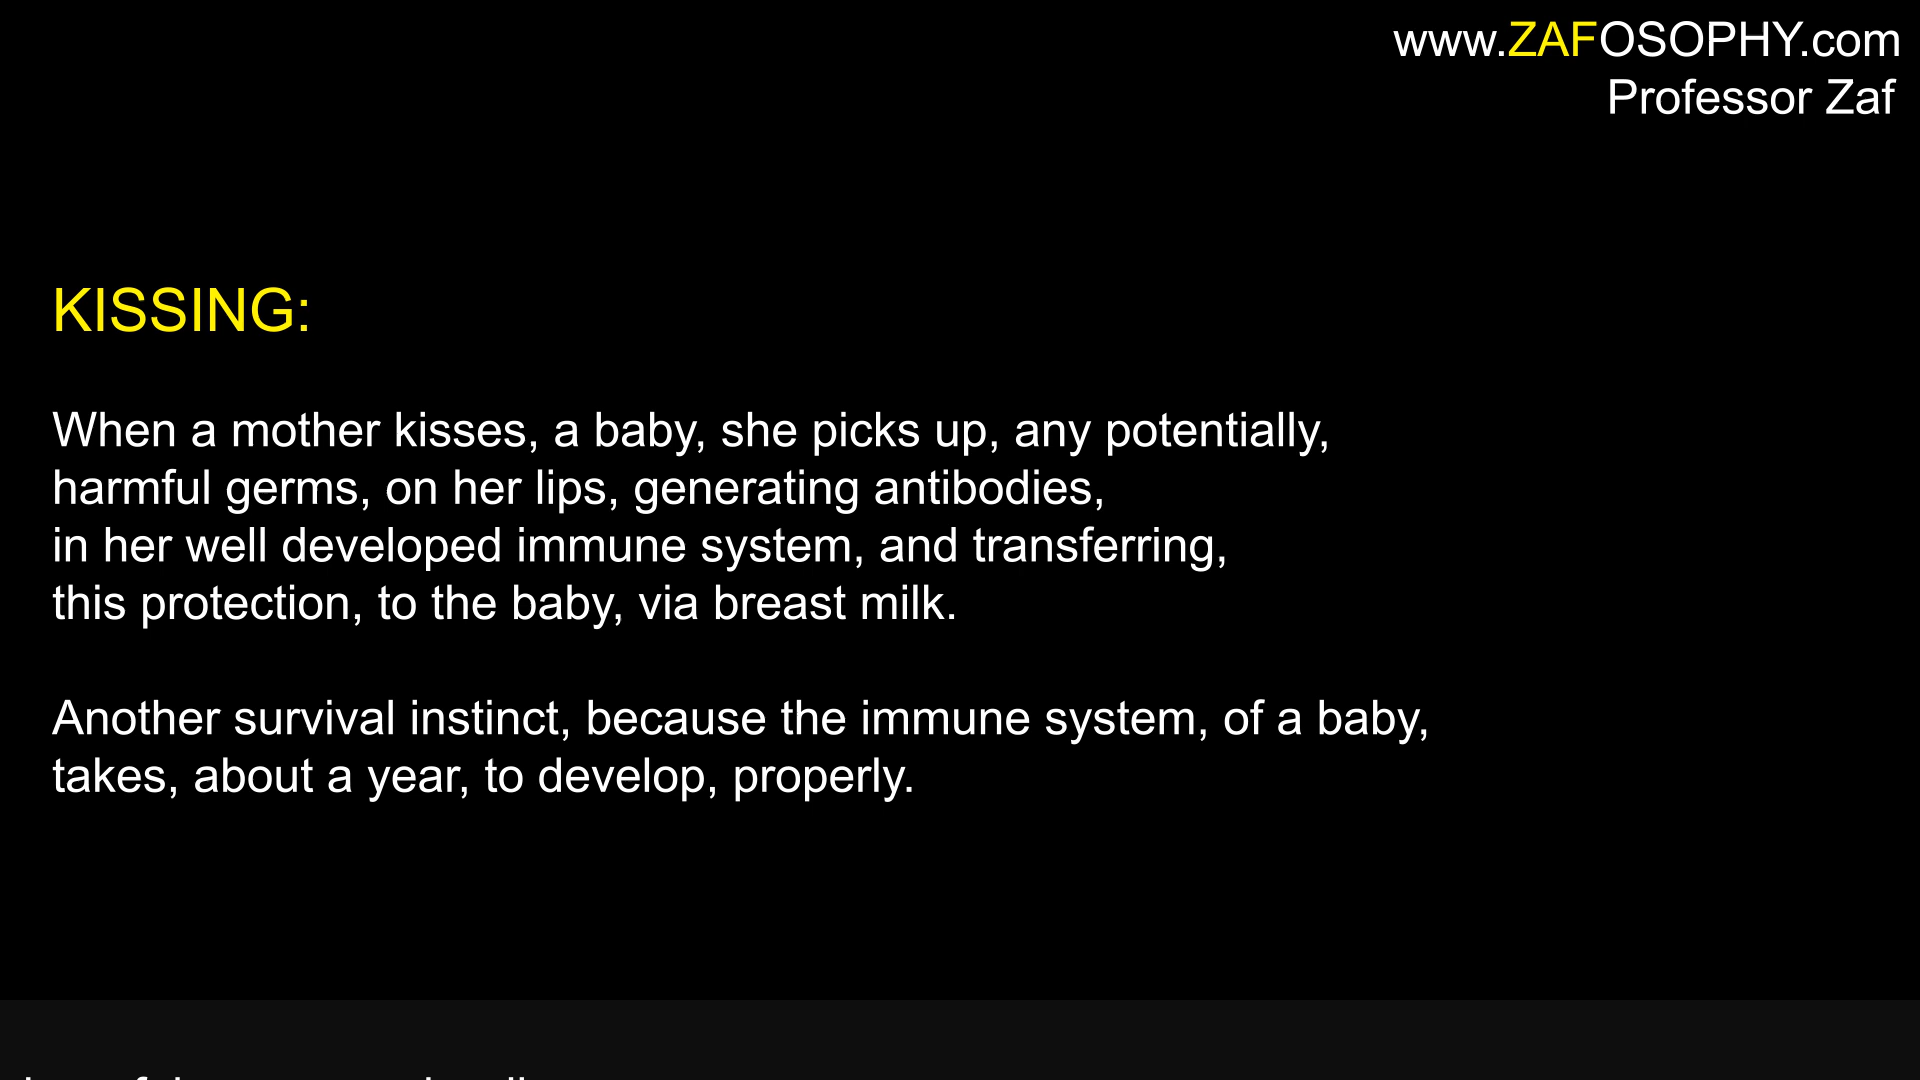 www.ZAFOSOPHY.com
Professor Zaf
KISSING:
When a mother kisses, a baby, she picks up, any potentially,
harmful germs, on her lips, generating antibodies,
in her well developed immune system, and transferring,
this protection, to the baby, via breast milk.
Another survival instinct, because the immune system, of a baby,
takes, about a year, to develop, properly.